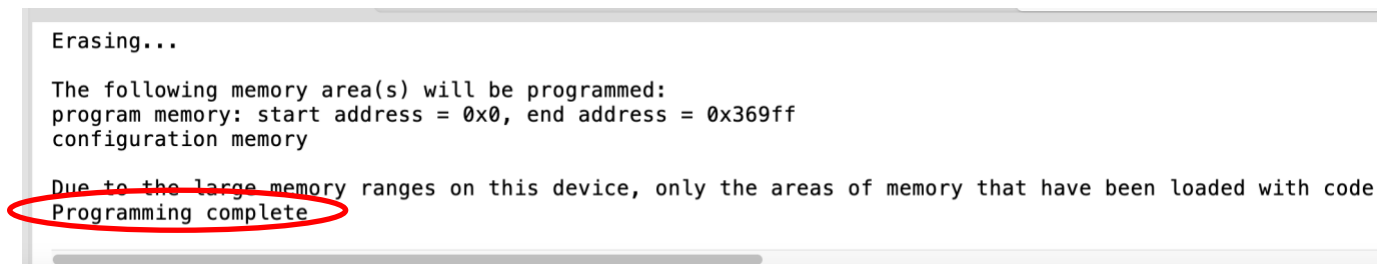 Erasing...
The following memory area(s) will be programmed:
program memory: start address = 0x0, end address = 0x369ff
configuration memory
Due to the large memory ranges on this device, only the areas of memory that have been loaded with code
Programming complete